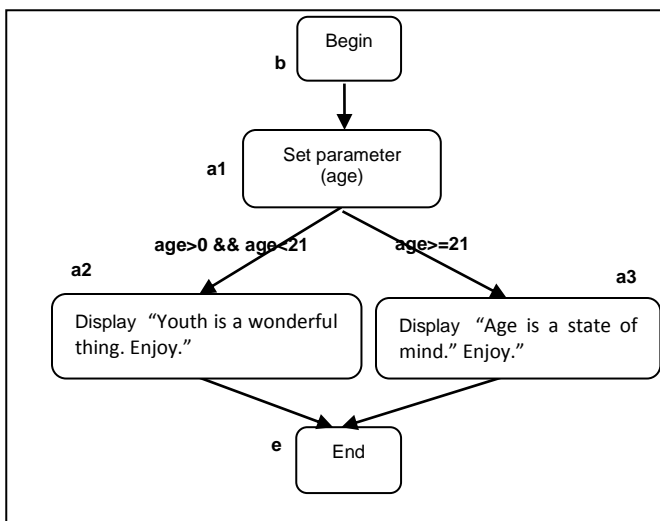 Begin
b
Set parameter
(age)
a1
age>0 && age<21
age>=21
a2
a3
Display “Youth is a wonderful
thing. Enjoy.”
Display “Age is a state of
mind.” Enjoy.”
e
End